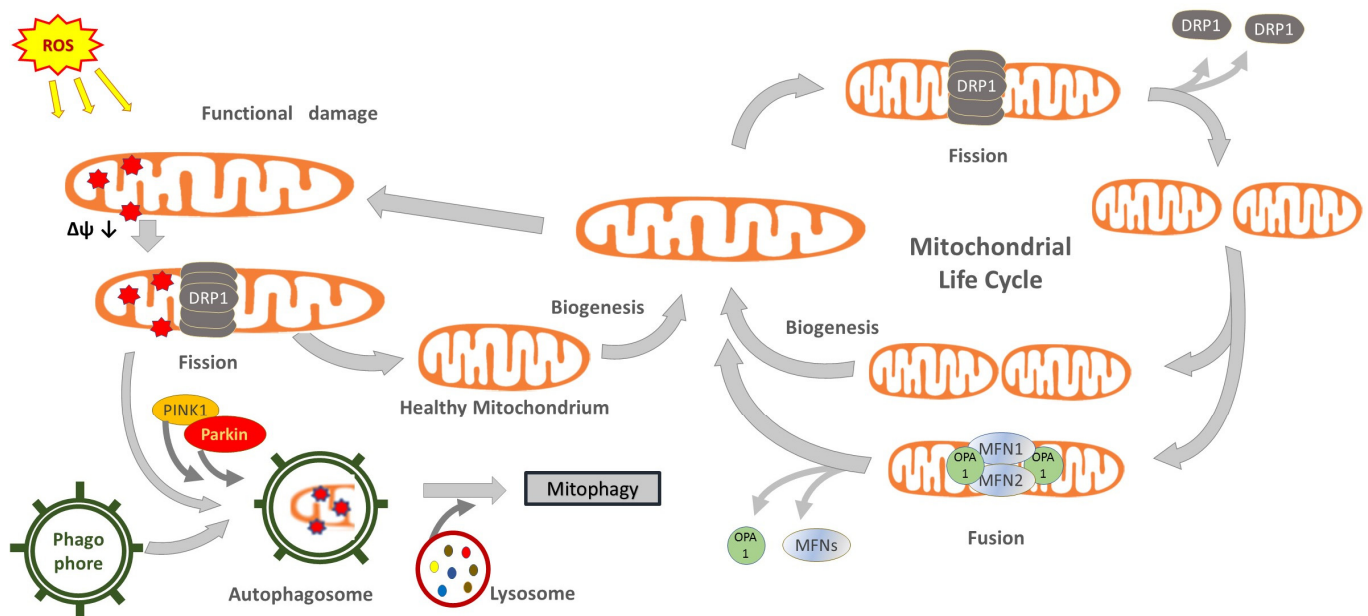 ROS
Functional damage
Δψ ↓
DRP1
Fission
PINK1
Parkin
Phago
phore
Autophagosome
Healthy Mitochondrium
Biogenesis
Lysosome
Mitophagy
DRP1
Fission
DRP1
DRP1
Mitochondrial
Life Cycle
Biogenesis
OPA
1
MFN1
MFN2
OPA
1
Fusion
OPA
1
MFNs